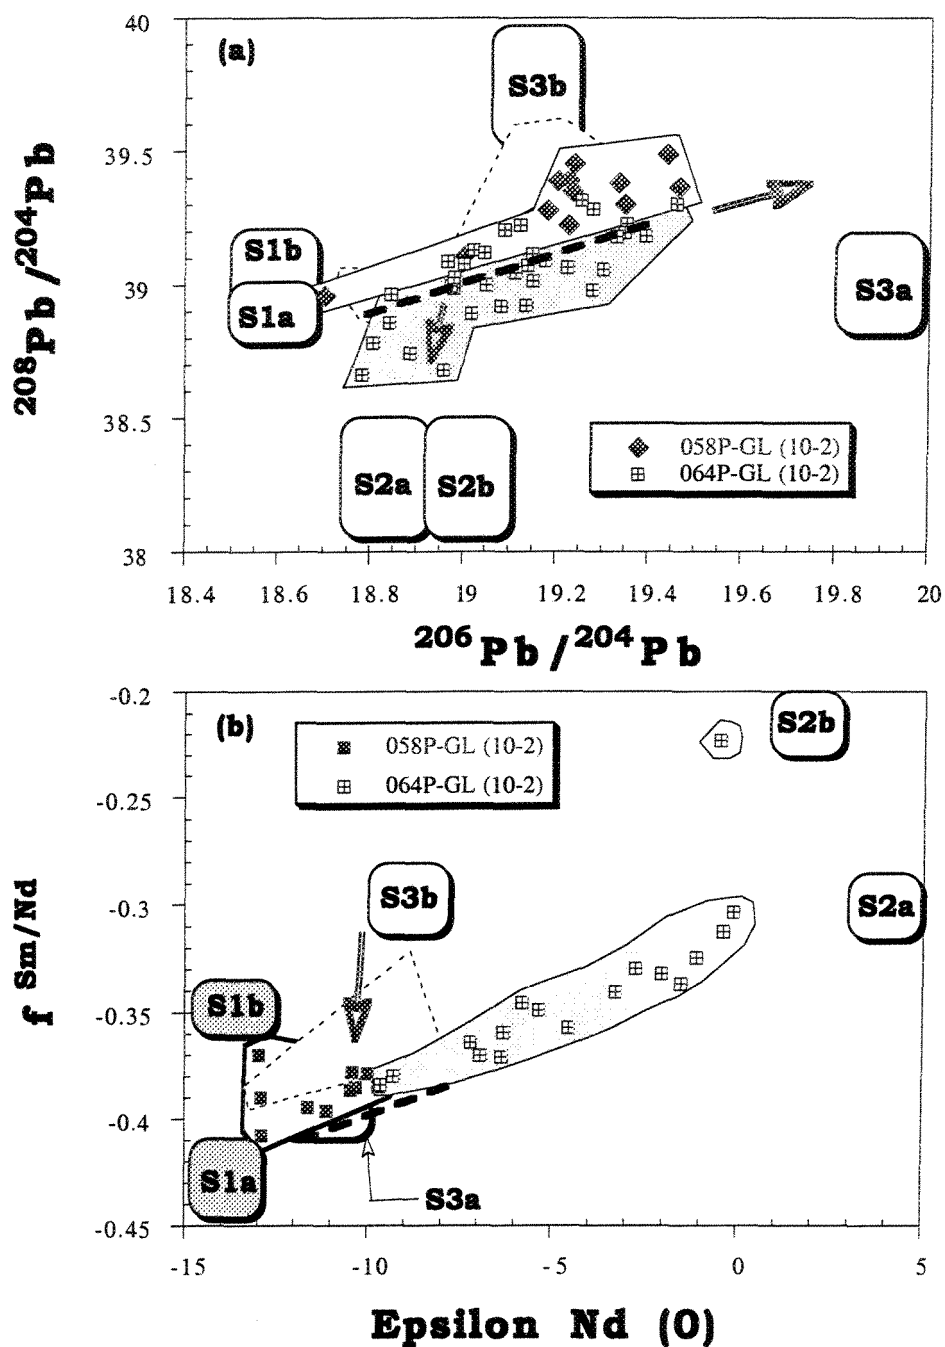 40
(a)
S3b
39.5
S1b
39
S1a
S3a
38.5
058P-GL (10-2)
064P-GL (10-2)
S2a
S2b
38
18.4 18.6 18.8 19 19.2 19.4 19.6 19.8 20
208Pb/204Pb
206Pb/204Pb
-0.2
(b)
S2b
058P-GL (10-2)
064P-GL (10-2)
-0.25
-0.3
S3b
S2a
S1b
-0.35
-0.4
S1a
S3a
-0.45
-15 -10 -5 0 5
f Sm/Nd
Epsilon Nd (0)